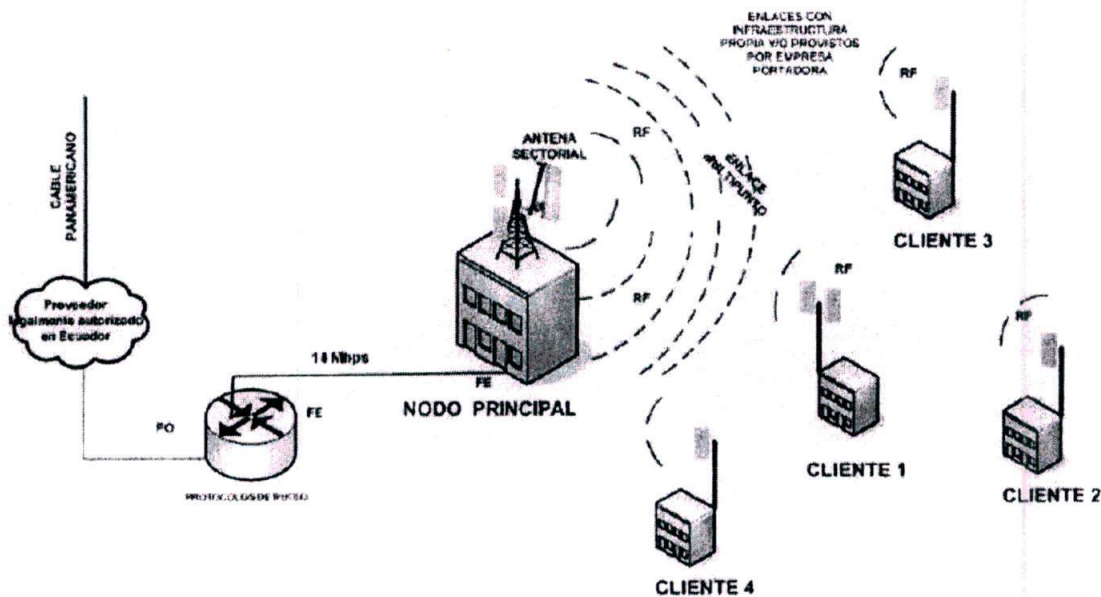 ENLACES CON
INFRAESTRUCTURA
PROPIA Y/O PROVISTOS
POR EMPRESA
PORTADORA
RF
CLIENTE 3
CABLE
PANAMERICANO
ANTENA
SECTORIAL
RF
ENLACE
MULTIPUNTO
RF
Proveedor
legalmente autorizado
en Ecuador
RF
RF
Mbps
FE
NODO PRINCIPAL
FO
FE
PROTOCOLOS DE
CLIENTE 1
CLIENTE 2
CLIENTE 4